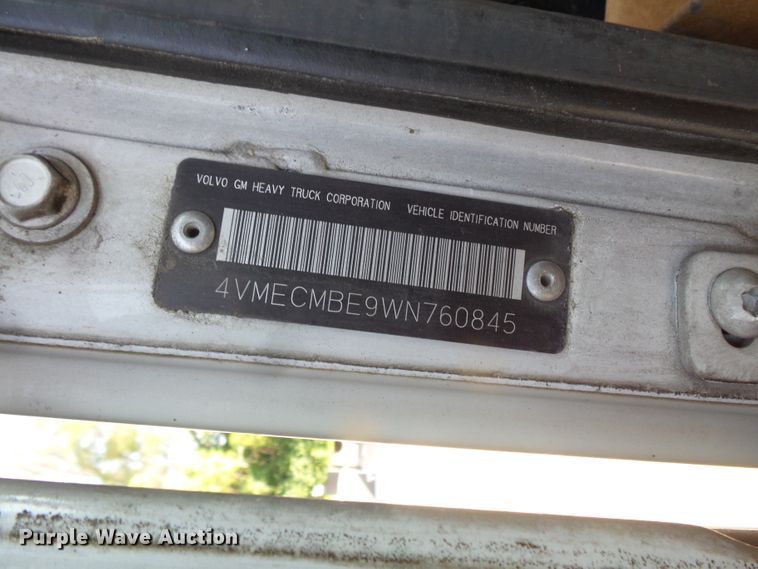 VOLVO GM HEAVY TRUCK CORPORATION VEHICLE IDENTIFICATION NUMBER
4VMECMBE9WN760845
Purple Wave Auction